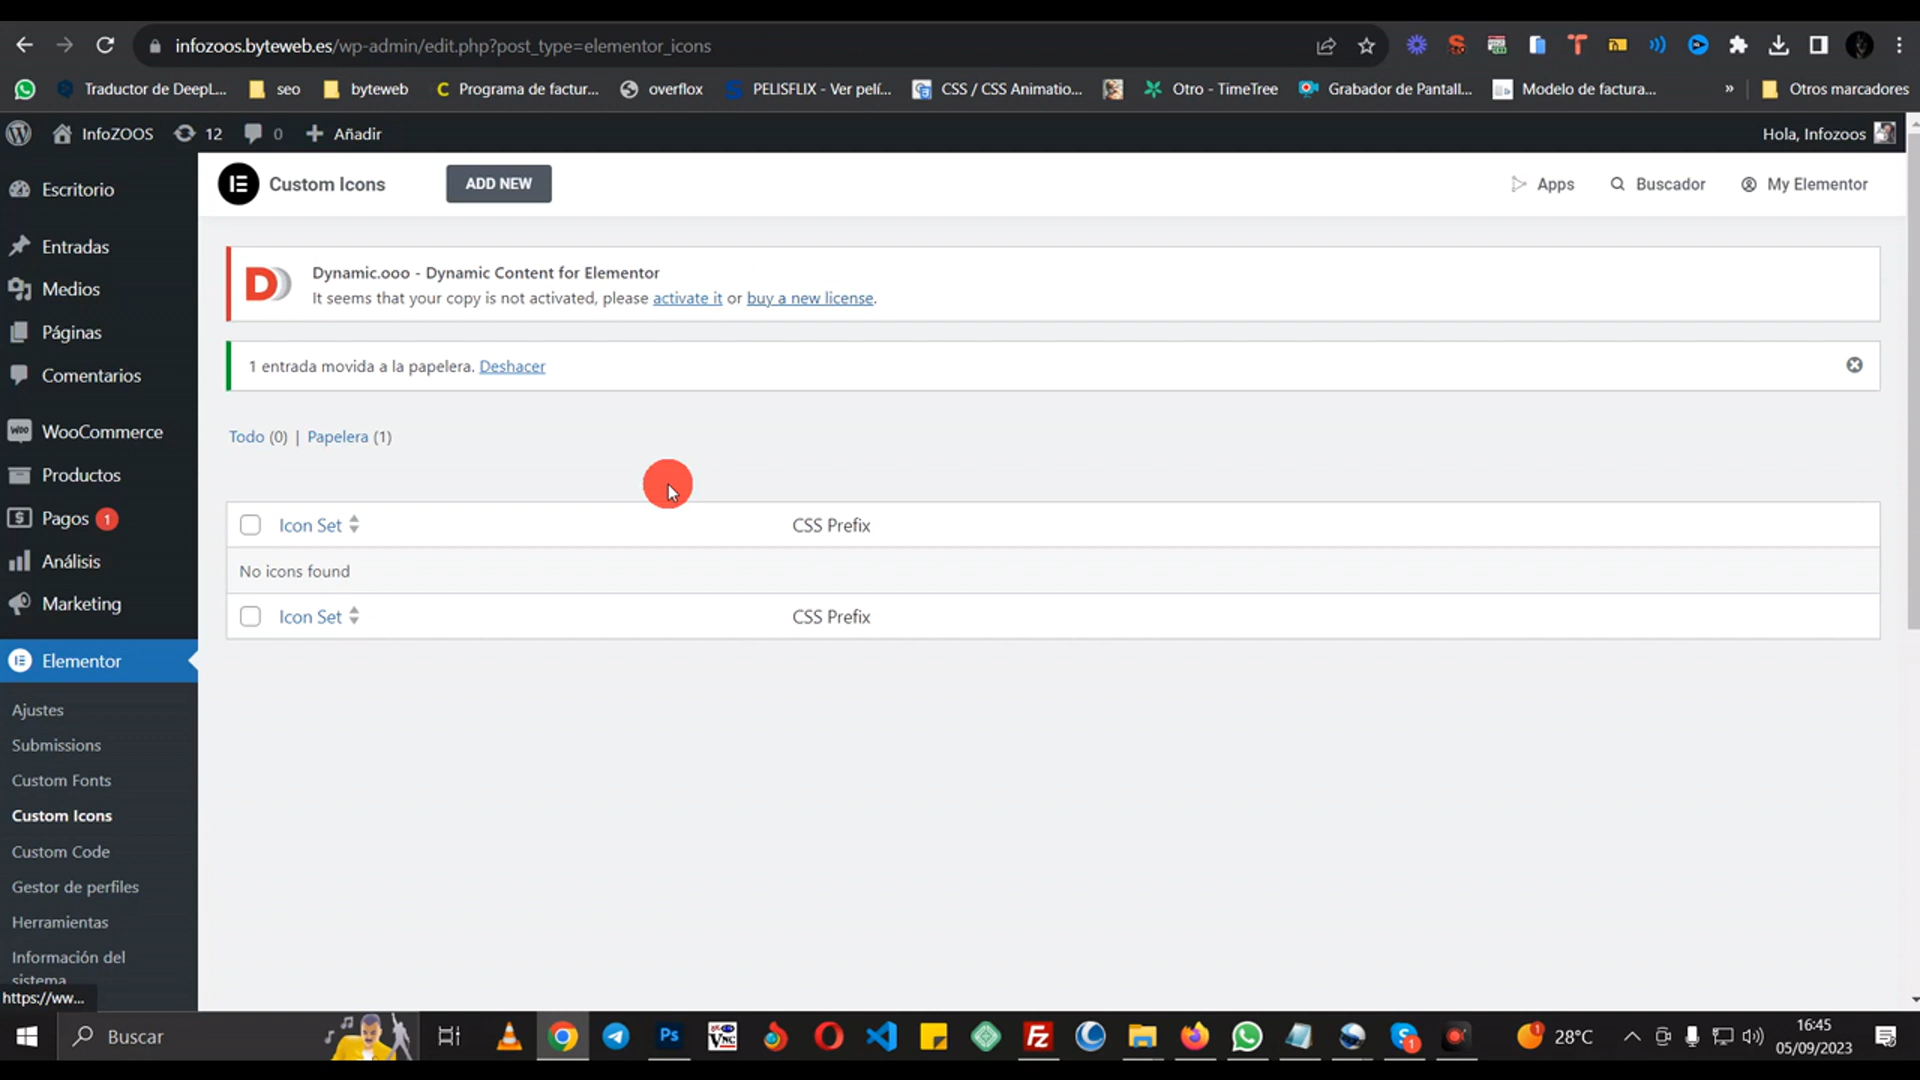 infozoos.byteweb.es/wp-admin/edit.php?post_type=elementor_icons
Traductor de DeepL...
seo
byteweb
Programa de factur...
overflox
PELISFLIX - Ver pelí...
CSS / CSS Animatio...
Otro - TimeTree
Grabador de Pantall...
Modelo de factura...
»
Otros marcadores
InfoZOOS
12
0
Añadir
Hola, Infozoos
Escritorio
Entradas
Medios
Páginas
Comentarios
WooCommerce
Productos
Pagos 1
Análisis
Marketing
Elementor
Ajustes
Submissions
Custom Fonts
Custom Icons
Custom Code
Gestor de perfiles
Herramientas
Información del
sistema
https://ww...
Custom Icons
ADD NEW
Apps
Buscador
My Elementor
Dynamic.ooo - Dynamic Content for Elementor
It seems that your copy is not activated, please activate it or buy a new license.
1 entrada movida a la papelera. Deshacer
Todo (0) | Papelera (1)
Icon Set
CSS Prefix
No icons found
Icon Set
CSS Prefix
Buscar
28°C
16:45
05/09/2023